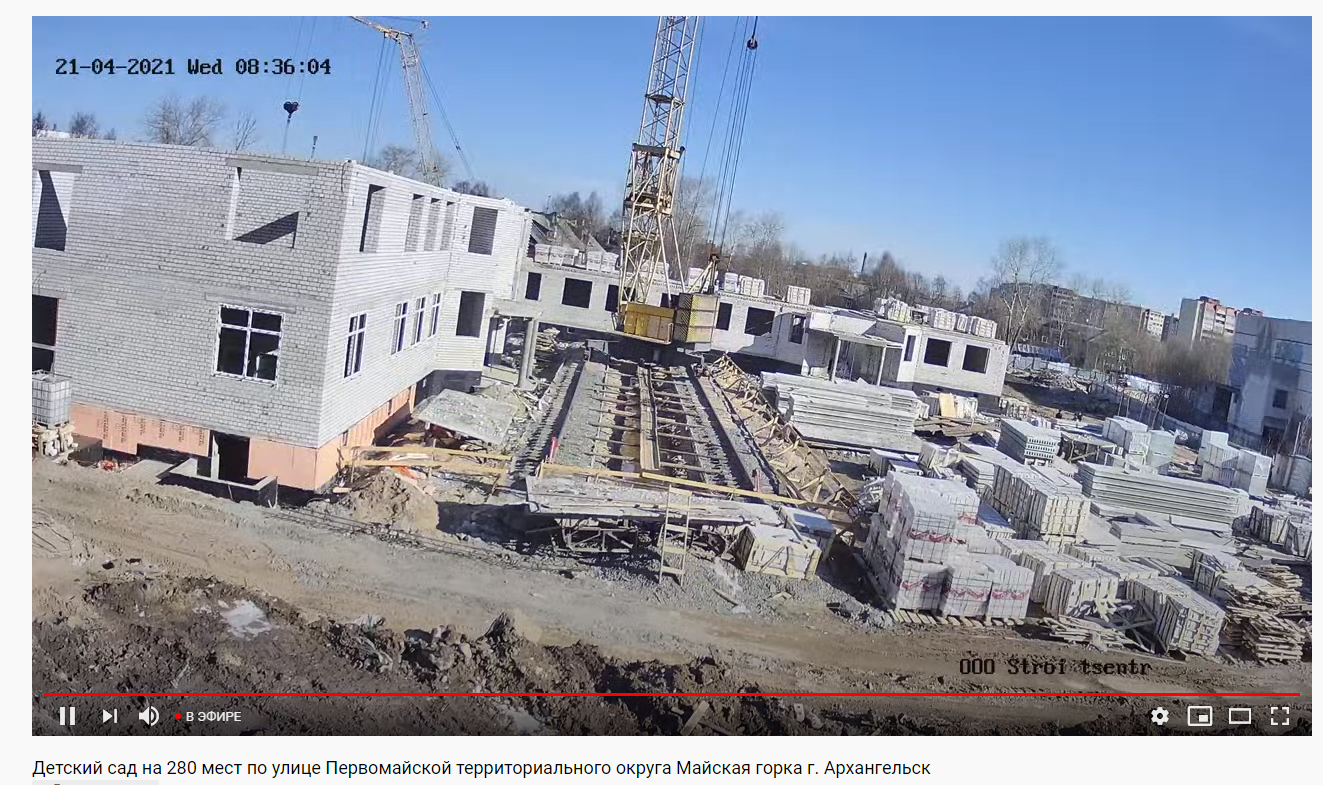 21-04-2021 Wed 08:36:04
OOO Stroi tsentr
В ЭФИРЕ
Детский сад на 280 мест по улице Первомайской территориального округа Майская горка г. Архангельск